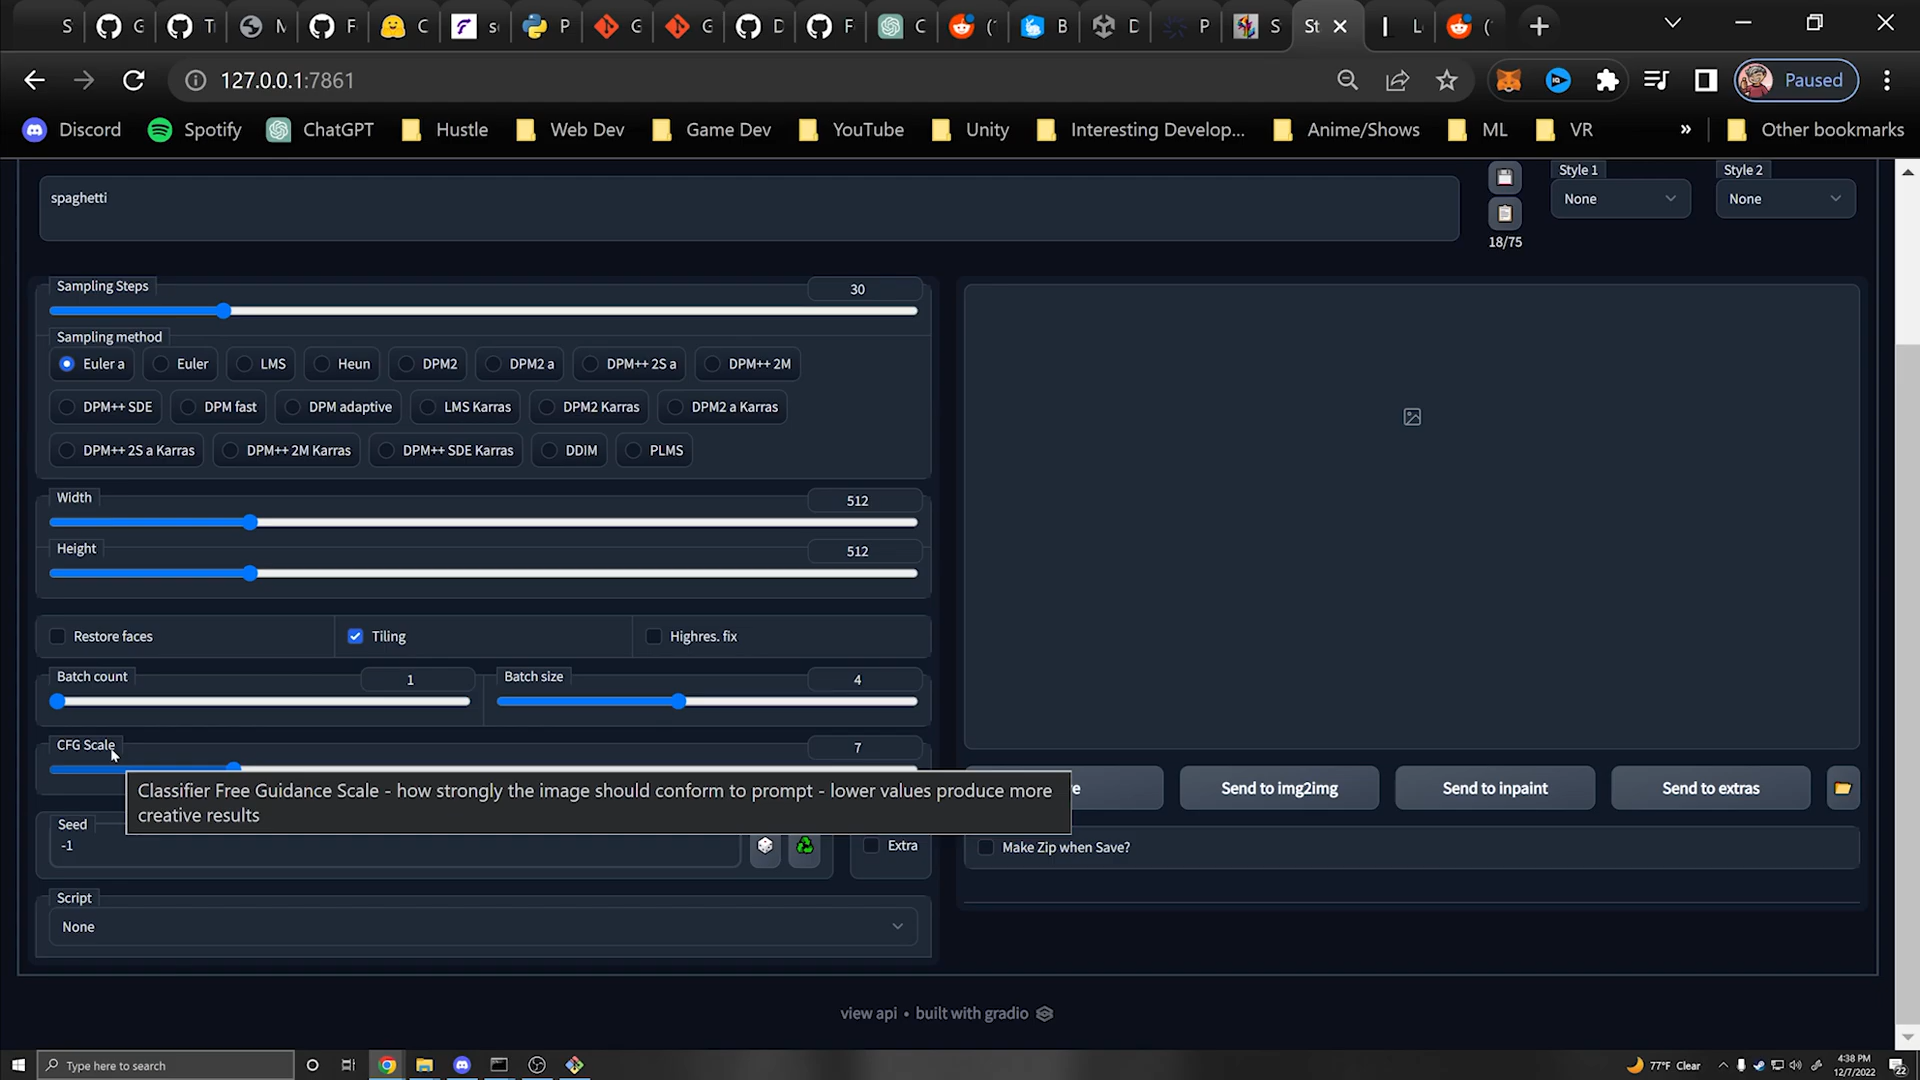 S
G
Ti
M
F
C
s
P
G
G
D
F
C
(
B
D
P
S
St
L
(
127.0.0.1:7861
Paused
Discord
Spotify
ChatGPT
Hustle
Web Dev
Game Dev
YouTube
Unity
Interesting Develop...
Anime/Shows
ML
VR
»
Other bookmarks
spaghetti
18/75
Style 1
None
Style 2
None
Sampling Steps
30
Sampling method
Euler a
Euler
LMS
Heun
DPM2
DPM2 a
DPM++ 2S a
DPM++ 2M
DPM++ SDE
DPM fast
DPM adaptive
LMS Karras
DPM2 Karras
DPM2 a Karras
DPM++ 2S a Karras
DPM++ 2M Karras
DPM++ SDE Karras
DDIM
PLMS
Width
512
Height
512
Restore faces
Tiling
Highres. fix
Batch count
1
Batch size
4
CFG Scale
7
Classifier Free Guidance Scale - how strongly the image should conform to prompt - lower values produce more
creative results
Seed
-1
Extra
Script
None
e
Send to img2img
Send to inpaint
Send to extras
Make Zip when Save?
view api • built with gradio
Type here to search
77°F Clear
4:38 PM
12/7/2022
22